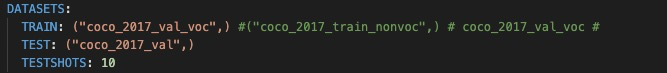 DATASETS:
TRAIN: ("coco_2017_val_voc",) #("coco_2017_train_nonvoc",) # coco_2017_val_voc #
TEST: ("coco_2017_val",)
TESTSHOTS: 10